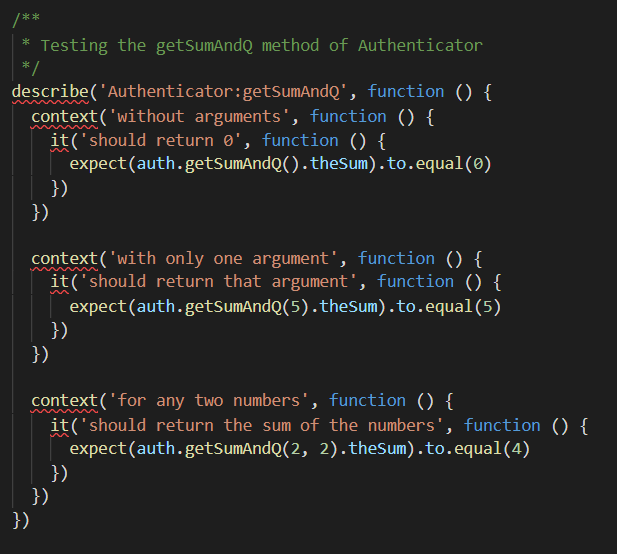 /**
 * Testing the getSumAndQ method of Authenticator
 */
describe('Authenticator:getSumAndQ', function () {
  context('without arguments', function () {
    it('should return 0', function () {
      expect(auth.getSumAndQ().theSum).to.equal(0)
    })
  })

  context('with only one argument', function () {
    it('should return that argument', function () {
      expect(auth.getSumAndQ(5).theSum).to.equal(5)
    })
  })

  context('for any two numbers', function () {
    it('should return the sum of the numbers', function () {
      expect(auth.getSumAndQ(2, 2).theSum).to.equal(4)
    })
  })
})